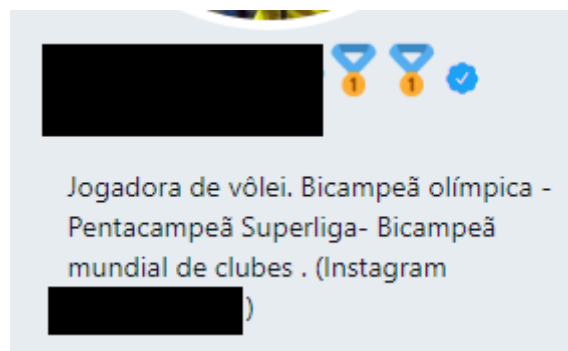 Jogadora de vôlei. Bicampeã olímpica -
Pentacampeã Superliga- Bicampeã
mundial de clubes . (Instagram
)